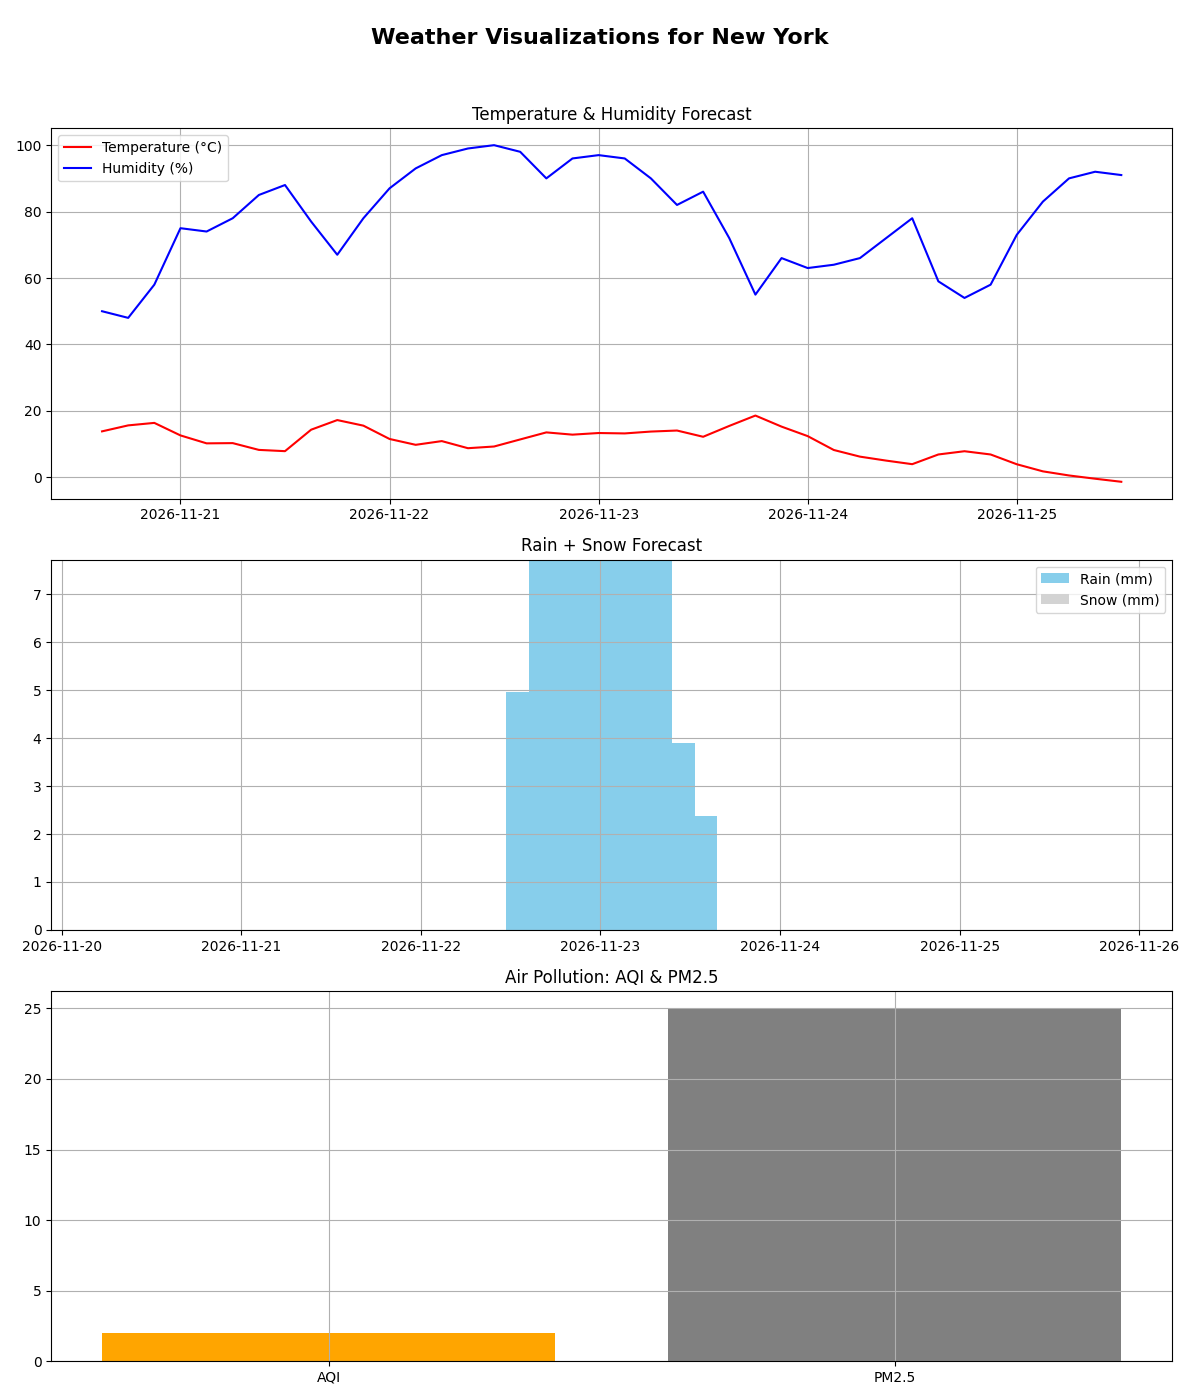 Weather Visualizations for New York
Temperature & Humidity Forecast
Temperature (°C)
Humidity (%)
100
80
60
40
20
0
2026-11-21 2026-11-22 2026-11-23 2026-11-24 2026-11-25
Rain + Snow Forecast
Rain (mm)
Snow (mm)
7
6
5
4
3
2
1
0
2026-11-20 2026-11-21 2026-11-22 2026-11-23 2026-11-24 2026-11-25 2026-11-26
Air Pollution: AQI & PM2.5
25
20
15
10
5
0
AQI PM2.5